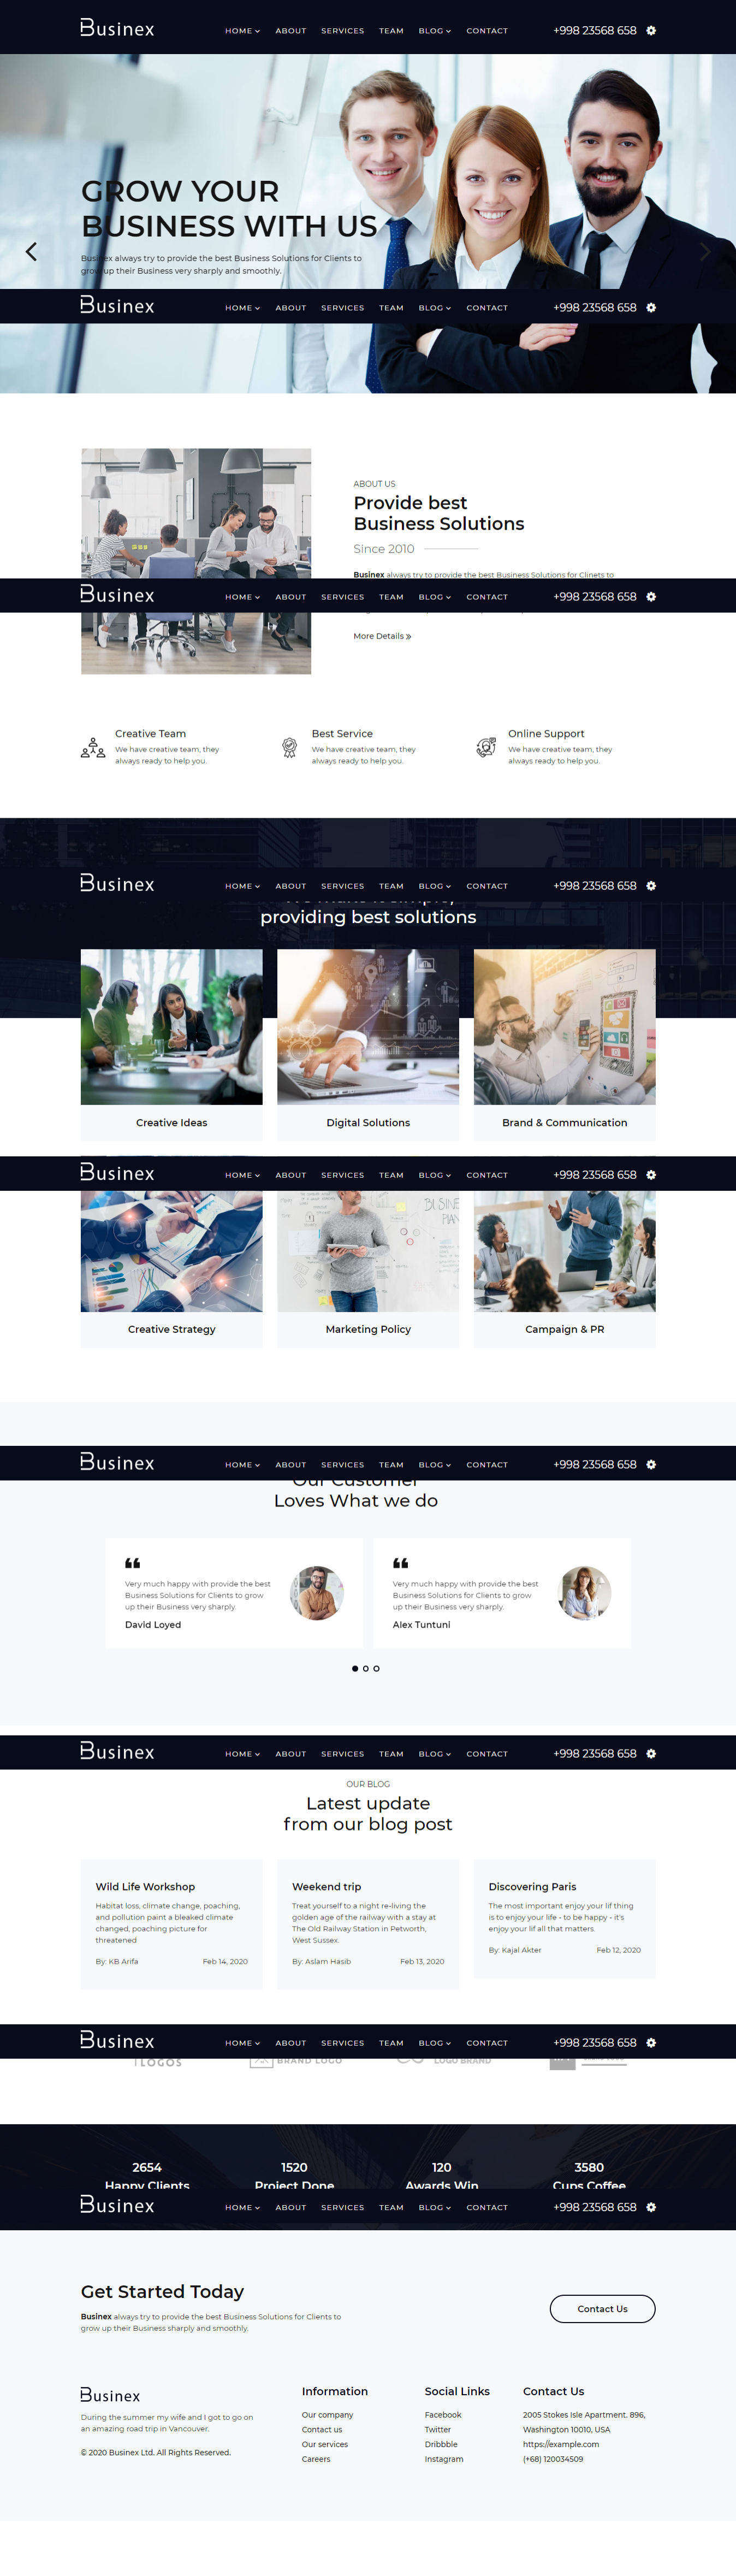 Businex HOME ABOUT SERVICES TEAM BLOG CONTACT +998 23568 658
GROW YOUR
BUSINESS WITH US
Businex always try to provide the best Business Solutions for Clients to
grow up their Business very sharply and smoothly.
Businex HOME ABOUT SERVICES TEAM BLOG CONTACT +998 23568 658
ABOUT US
Provide best
Business Solutions
Since 2010
Businex always try to provide the best Business Solutions for Clinets to
Businex HOME ABOUT SERVICES TEAM BLOG CONTACT +998 23568 658
More Details
Creative Team
We have creative team, they
always ready to help you.
Best Service
We have creative team, they
always ready to help you.
Online Support
We have creative team, they
always ready to help you.
Businex HOME ABOUT SERVICES TEAM BLOG CONTACT +998 23568 658
providing best solutions
Creative Ideas
Digital Solutions
Brand & Communication
Businex HOME ABOUT SERVICES TEAM BLOG CONTACT +998 23568 658
Creative Strategy
Marketing Policy
Campaign & PR
Businex HOME ABOUT SERVICES TEAM BLOG CONTACT +998 23568 658
Our Customer
Loves What we do
Very much happy with provide the best
Business Solutions for Clients to grow
up their Business very sharply.
David Loyed
Very much happy with provide the best
Business Solutions for Clients to grow
up their Business very sharply.
Alex Tuntuni
Businex HOME ABOUT SERVICES TEAM BLOG CONTACT +998 23568 658
OUR BLOG
Latest update
from our blog post
Wild Life Workshop
Habitat loss, climate change, poaching,
and pollution paint a bleaked climate
changed, poaching picture for
threatened
By: KB Arifa Feb 14, 2020
Weekend trip
Treat yourself to a night re-living the
golden age of the railway with a stay at
The Old Railway Station in Petworth,
West Sussex.
By: Aslam Hasib Feb 13, 2020
Discovering Paris
The most important enjoy your lif thing
is to enjoy your life - to be happy - it's
enjoy your lif all that matters.
By: Kajal Akter Feb 12, 2020
Businex HOME ABOUT SERVICES TEAM BLOG CONTACT +998 23568 658
LOGOS
BRAND LOGO
LOGO BRAND
2654
Happy Clients
1520
Project Done
120
Awards Win
3580
Cups Coffee
Businex HOME ABOUT SERVICES TEAM BLOG CONTACT +998 23568 658
Get Started Today
Businex always try to provide the best Business Solutions for Clients to
grow up their Business sharply and smoothly.
Contact Us
Businex
During the summer my wife and I got to go on
an amazing road trip in Vancouver.
© 2020 Businex Ltd. All Rights Reserved.
Information
Our company
Contact us
Our services
Careers
Social Links
Facebook
Twitter
Dribbble
Instagram
Contact Us
2005 Stokes Isle Apartment. 896,
Washington 10010, USA
https://example.com
(+68) 120034509